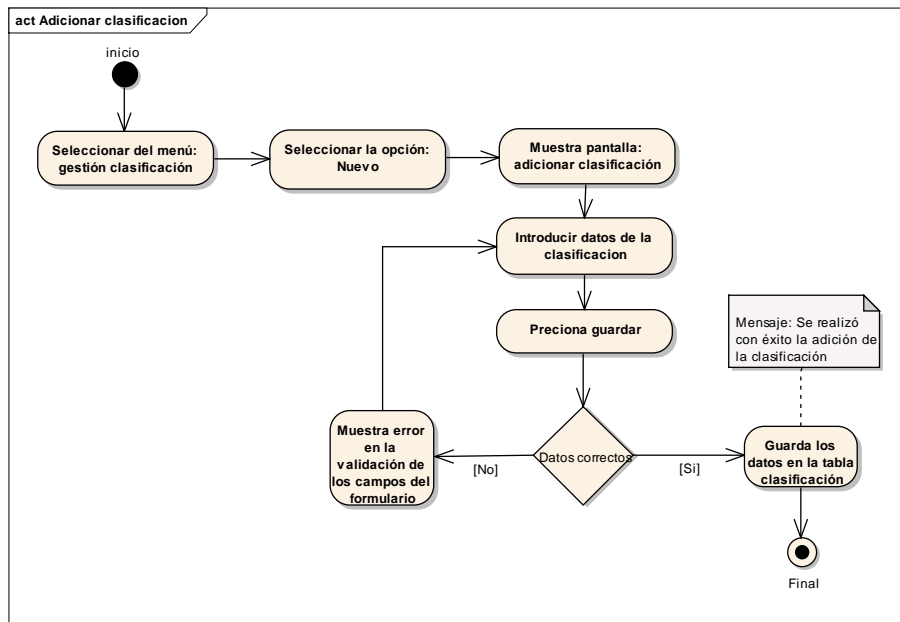 act Adicionar clasificacion
inicio
Seleccionar del menú:
gestión clasificación
Seleccionar la opción:
Nuevo
Muestra pantalla:
adicionar clasificación
Introducir datos de la
clasificacion
Preciona guardar
Mensaje: Se realizó
con éxito la adición de
la clasificación
Muestra error
en la
validación de
los campos del
formulario
[No]
Datos correctos
[Si]
Guarda los
datos en la tabla
clasificación
Final